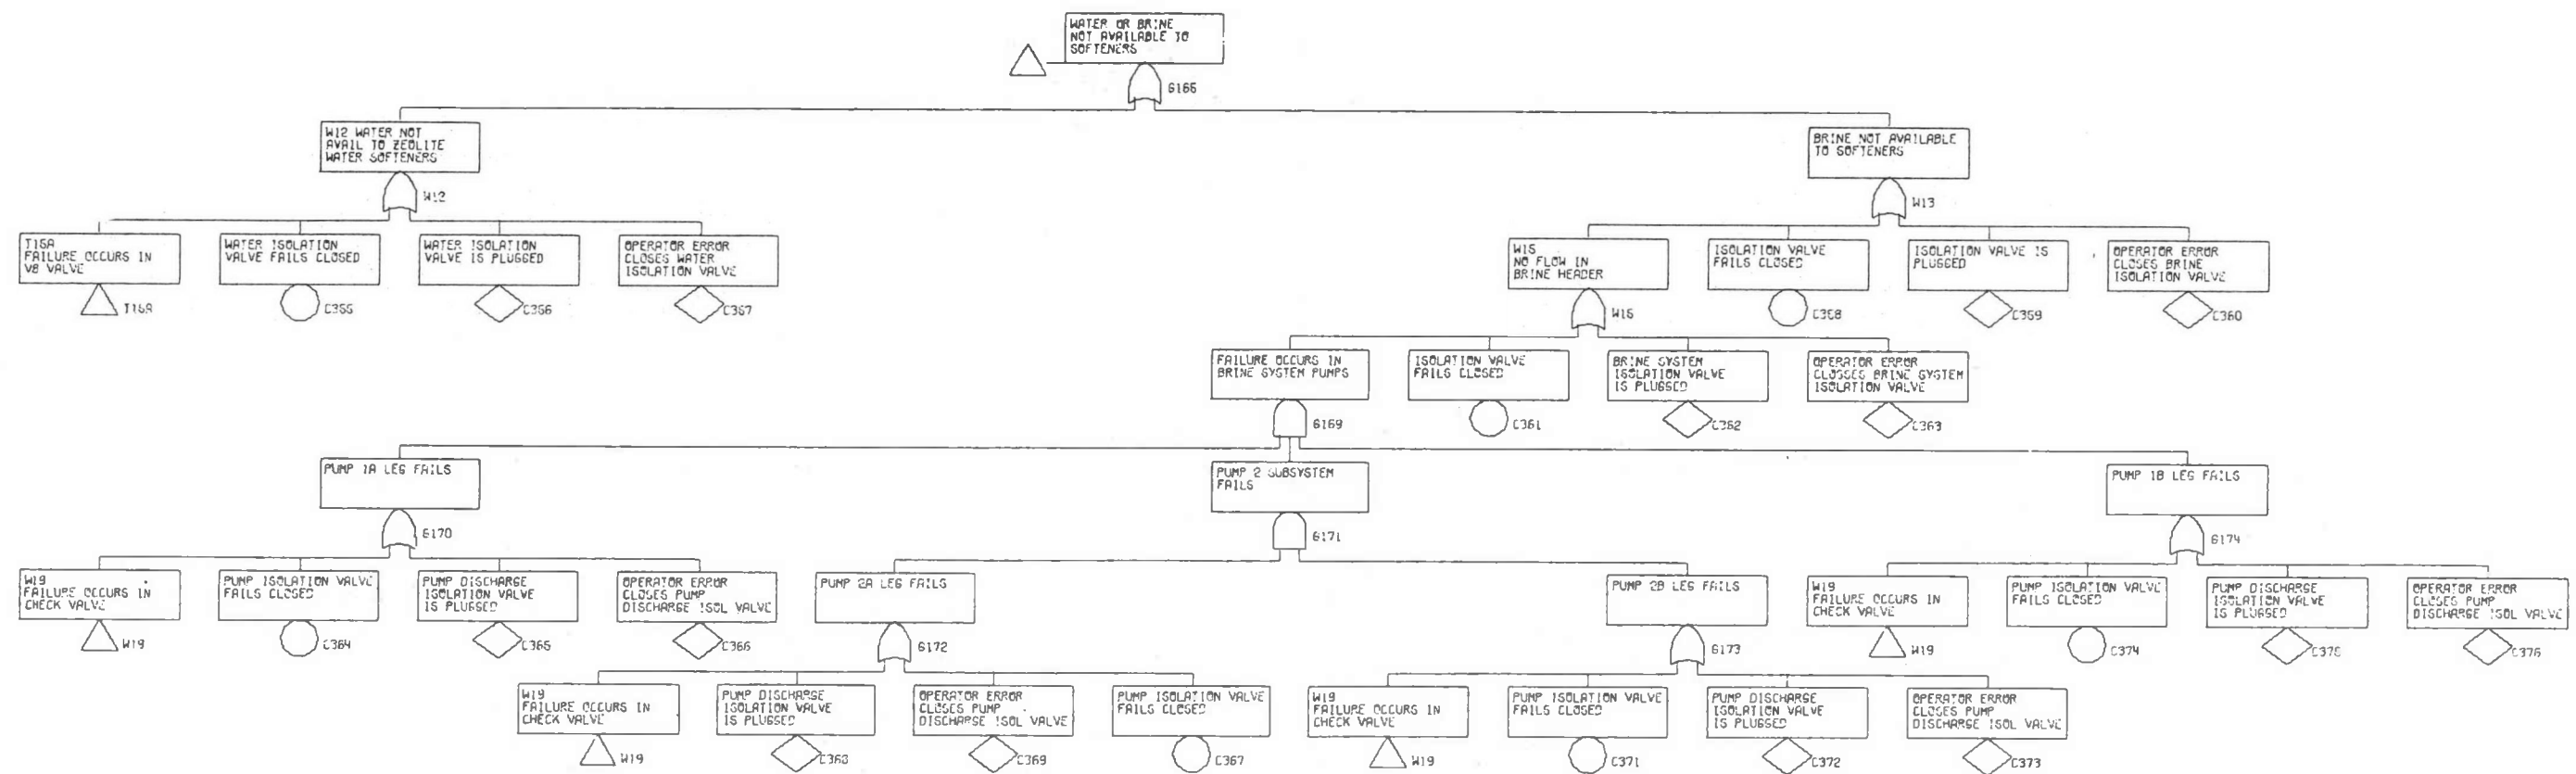 WATER OR BRINE
NOT AVAILABLE TO
SOFTENERS
G166
W12 WATER NOT
AVAIL TO ZEOLITE
WATER SOFTENERS
BRINE NOT AVAILABLE
TO SOFTENERS
W12
W13
T16A
FAILURE OCCURS IN
V8 VALVE
WATER ISOLATION
VALVE FAILS CLOSED
WATER ISOLATION
VALVE IS PLUGGED
OPERATOR ERROR
CLOSES WATER
ISOLATION VALVE
W15
NO FLOW IN
BRINE HEADER
ISOLATION VALVE
FAILS CLOSED
ISOLATION VALVE IS
PLUGGED
OPERATOR ERROR
CLOSES BRINE
ISOLATION VALVE
T16A
C355
C356
C357
W15
C358
C359
C360
FAILURE OCCURS IN
BRINE SYSTEM PUMPS
ISOLATION VALVE
FAILS CLOSED
BRINE SYSTEM
ISOLATION VALVE
IS PLUGGED
OPERATOR ERROR
CLOSSES BRINE SYSTEM
ISOLATION VALVE
G169
C361
C362
C363
PUMP 1A LEG FAILS
PUMP 2 SUBSYSTEM
FAILS
PUMP 1B LEG FAILS
G170
G171
G174
W19
FAILURE OCCURS IN
CHECK VALVE
PUMP ISOLATION VALVE
FAILS CLOSED
PUMP DISCHARGE
ISOLATION VALVE
IS PLUGGED
OPERATOR ERROR
CLOSES PUMP
DISCHARGE ISOL VALVE
PUMP 2A LEG FAILS
PUMP 2B LEG FAILS
W19
FAILURE OCCURS IN
CHECK VALVE
PUMP ISOLATION VALVE
FAILS CLOSED
PUMP DISCHARGE
ISOLATION VALVE
IS PLUGGED
OPERATOR ERROR
CLOSES PUMP
DISCHARGE ISOL VALVE
W19
C364
C365
C366
G172
G173
W19
C374
C375
C376
W19
FAILURE OCCURS IN
CHECK VALVE
PUMP DISCHARGE
ISOLATION VALVE
IS PLUGGED
OPERATOR ERROR
CLOSES PUMP
DISCHARGE ISOL VALVE
PUMP ISOLATION VALVE
FAILS CLOSED
W19
FAILURE OCCURS IN
CHECK VALVE
PUMP ISOLATION VALVE
FAILS CLOSED
PUMP DISCHARGE
ISOLATION VALVE
IS PLUGGED
OPERATOR ERROR
CLOSES PUMP
DISCHARGE ISOL VALVE
W19
C368
C369
C367
W19
C371
C372
C373